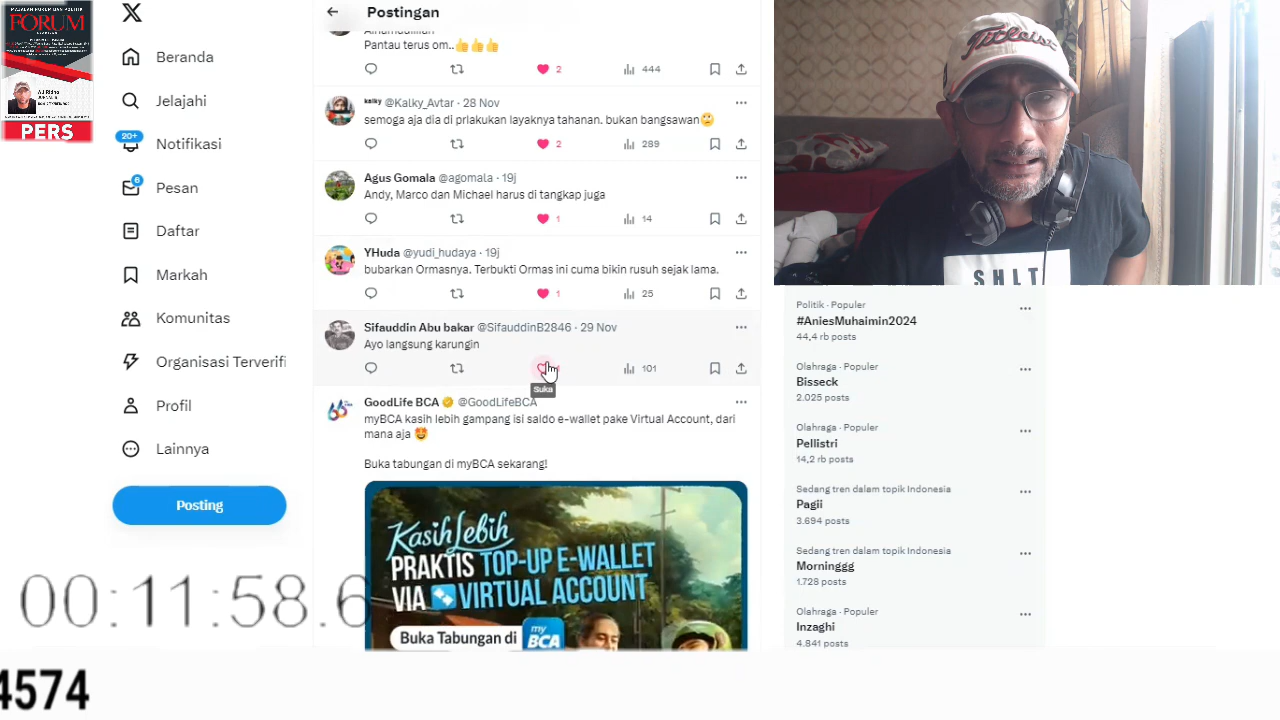 FORUM
PERS
X
Beranda
Jelajahi
20+
Notifikasi
6
Pesan
Daftar
Markah
Komunitas
Organisasi Terverifi
Profil
Lainnya
Posting
00:11:58.6
4574
Postingan
Pantau terus om..👍👍👍
2
444
kalky @Kalky_Avtar · 28 Nov
semoga aja dia di prlakukan layaknya tahanan. bukan bangsawan🙄
2
289
Agus Gomala @agomala · 19j
Andy, Marco dan Michael harus di tangkap juga
1
14
YHuda @yudi_hudaya · 19j
bubarkan Ormasnya. Terbukti Ormas ini cuma bikin rusuh sejak lama.
1
25
Sifauddin Abu bakar @SifauddinB2846 · 29 Nov
Ayo langsung karungin
101
Suka
GoodLife BCA @GoodLifeBCA
myBCA kasih lebih gampang isi saldo e-wallet pake Virtual Account, dari
mana aja 🤩
Buka tabungan di myBCA sekarang!
Kasih Lebih
PRAKTIS TOP-UP E-WALLET
VIA VIRTUAL ACCOUNT
Buka Tabungan di
my
BCA
Titleist
SHLT
Politik · Populer
#AniesMuhaimin2024
44,4 rb posts
Olahraga · Populer
Bisseck
2.025 posts
Olahraga · Populer
Pellistri
14,2 rb posts
Sedang tren dalam topik Indonesia
Pagii
3.694 posts
Sedang tren dalam topik Indonesia
Morninggg
1.728 posts
Olahraga · Populer
Inzaghi
4.841 posts